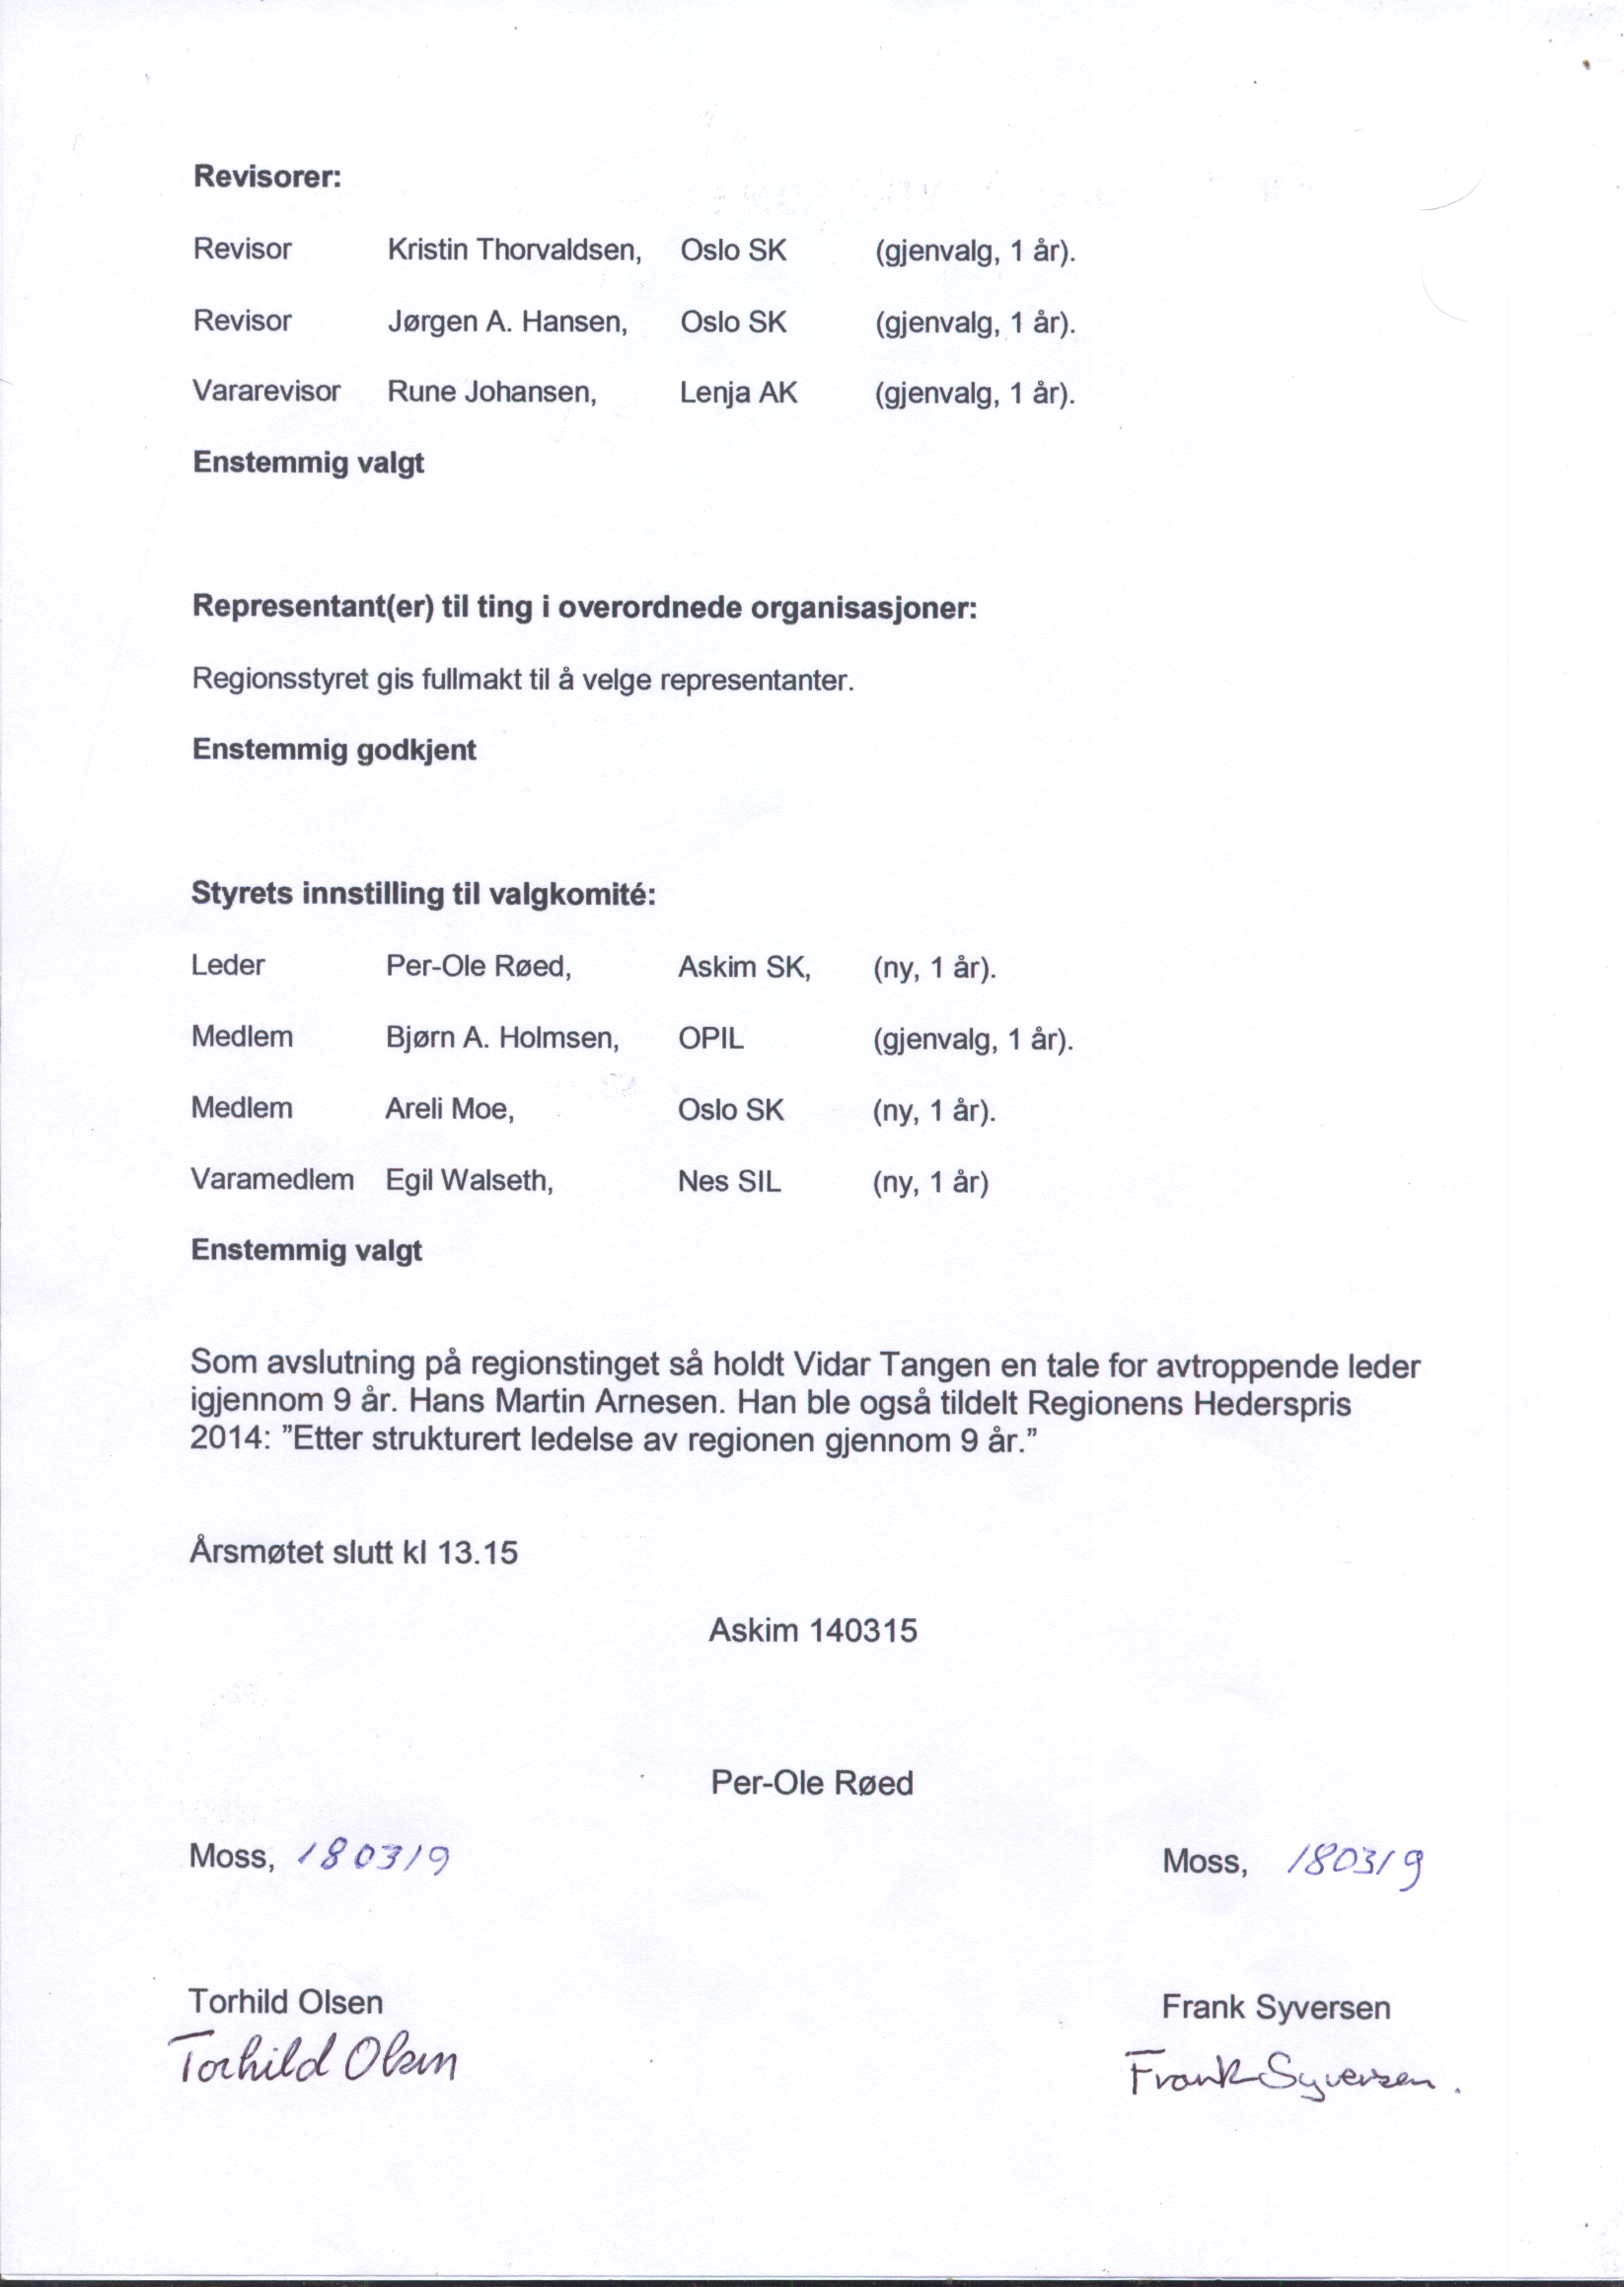 Revisorer:
Revisor Kristin Thorvaldsen, Oslo SK (gjenvalg, 1 år).
Revisor Jørgen A. Hansen, Oslo SK (gjenvalg, 1 år).
Vararevisor Rune Johansen, Lenja AK (gjenvalg, 1 år).
Enstemmig valgt
Representant(er) til ting i overordnede organisasjoner:
Regionsstyret gis fullmakt til å velge representanter.
Enstemmig godkjent
Styrets innstilling til valgkomité:
Leder Per-Ole Røed, Askim SK, (ny, 1 år).
Medlem Bjørn A. Holmsen, OPIL (gjenvalg, 1 år).
Medlem Areli Moe, Oslo SK (ny, 1 år).
Varamedlem Egil Walseth, Nes SIL (ny, 1 år)
Enstemmig valgt
Som avslutning på regionstinget så holdt Vidar Tangen en tale for avtroppende leder
igjennom 9 år. Hans Martin Arnesen. Han ble også tildelt Regionens Hederspris
2014: ”Etter strukturert ledelse av regionen gjennom 9 år.”
Årsmøtet slutt kl 13.15
Askim 140315
Per-Ole Røed
Moss, 180319 Moss, 180319
Torhild Olsen Frank Syversen
Torhild Olsen Frank Syversen.